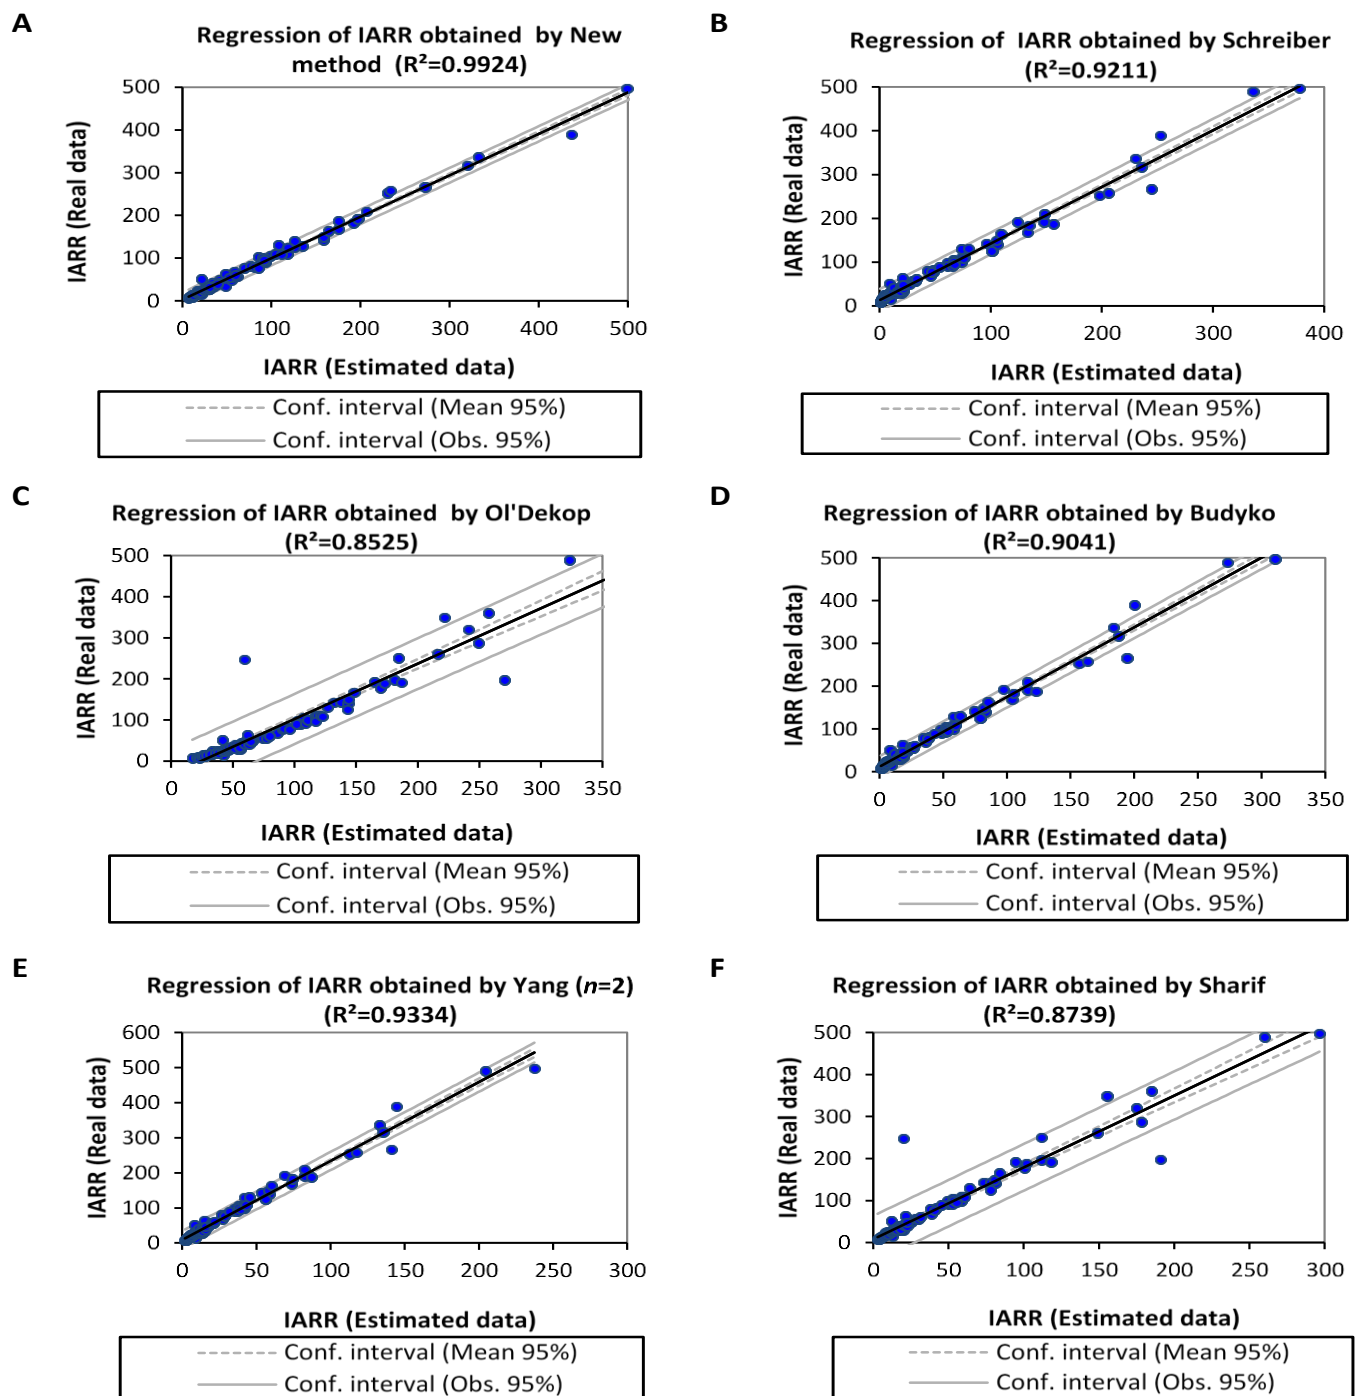 A
Regression of IARR obtained by New
method (R²=0.9924)
IARR (Real data)
500
400
300
200
100
0
0 100 200 300 400 500
IARR (Estimated data)
Conf. interval (Mean 95%)
Conf. interval (Obs. 95%)
B
Regression of IARR obtained by Schreiber
(R²=0.9211)
IARR (Real data)
500
400
300
200
100
0
0 100 200 300 400
IARR (Estimated data)
Conf. interval (Mean 95%)
Conf. interval (Obs. 95%)
C
Regression of IARR obtained by Ol'Dekop
(R²=0.8525)
IARR (Real data)
500
400
300
200
100
0
0 50 100 150 200 250 300 350
IARR (Estimated data)
Conf. interval (Mean 95%)
Conf. interval (Obs. 95%)
D
Regression of IARR obtained by Budyko
(R²=0.9041)
IARR (Real data)
500
400
300
200
100
0
0 50 100 150 200 250 300 350
IARR (Estimated data)
Conf. interval (Mean 95%)
Conf. interval (Obs. 95%)
E
Regression of IARR obtained by Yang (n=2)
(R²=0.9334)
IARR (Real data)
600
500
400
300
200
100
0
0 50 100 150 200 250 300
IARR (Estimated data)
Conf. interval (Mean 95%)
Conf. interval (Obs. 95%)
F
Regression of IARR obtained by Sharif
(R²=0.8739)
IARR (Real data)
500
400
300
200
100
0
0 50 100 150 200 250 300
IARR (Estimated data)
Conf. interval (Mean 95%)
Conf. interval (Obs. 95%)